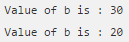 Value of b is : 30
Value of b is : 20